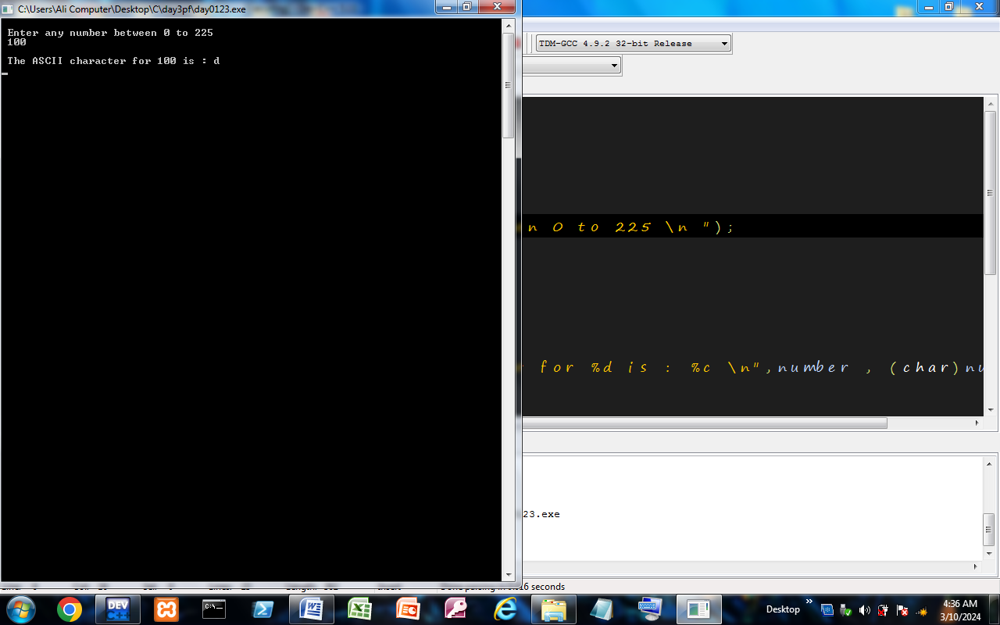 C:\Users\Ali Computer\Desktop\C\day3pf\day0123.exe
Enter any number between 0 to 225
100
The ASCII character for 100 is : d
TDM-GCC 4.9.2 32-bit Release
n 0 to 225 \n ");
for %d is : %c \n",number , (char)nu
23.exe
16 seconds
DEV
C++
C:\
Desktop
4:36 AM
3/10/2024